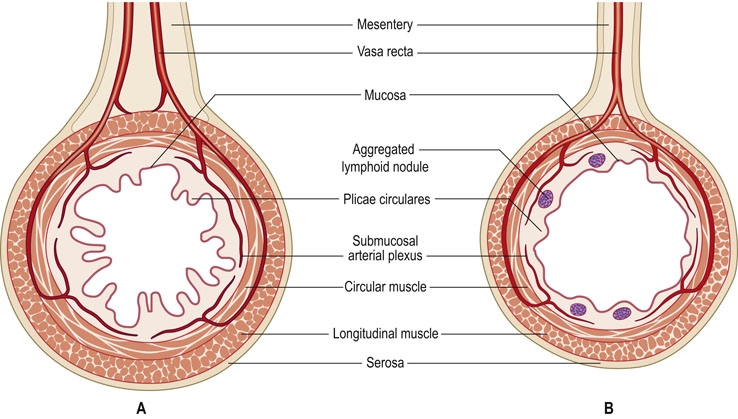 Mesentery
Vasa recta
Mucosa
Aggregated
lymphoid nodule
Plicae circulares
Submucosal
arterial plexus
Circular muscle
Longitudinal muscle
Serosa
A
B